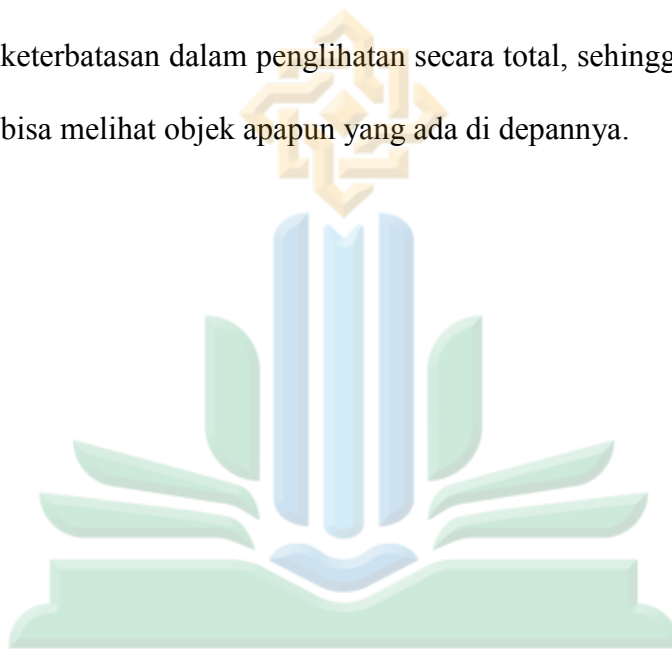 keterbatasan dalam penglihatan secara total, sehingg
bisa melihat objek apapun yang ada di depannya.